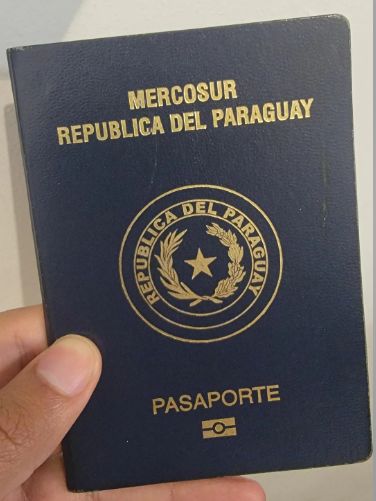 MERCOSUR
REPUBLICA DEL PARAGUAY
REPUBLICA DEL PARAGUAY
PASAPORTE